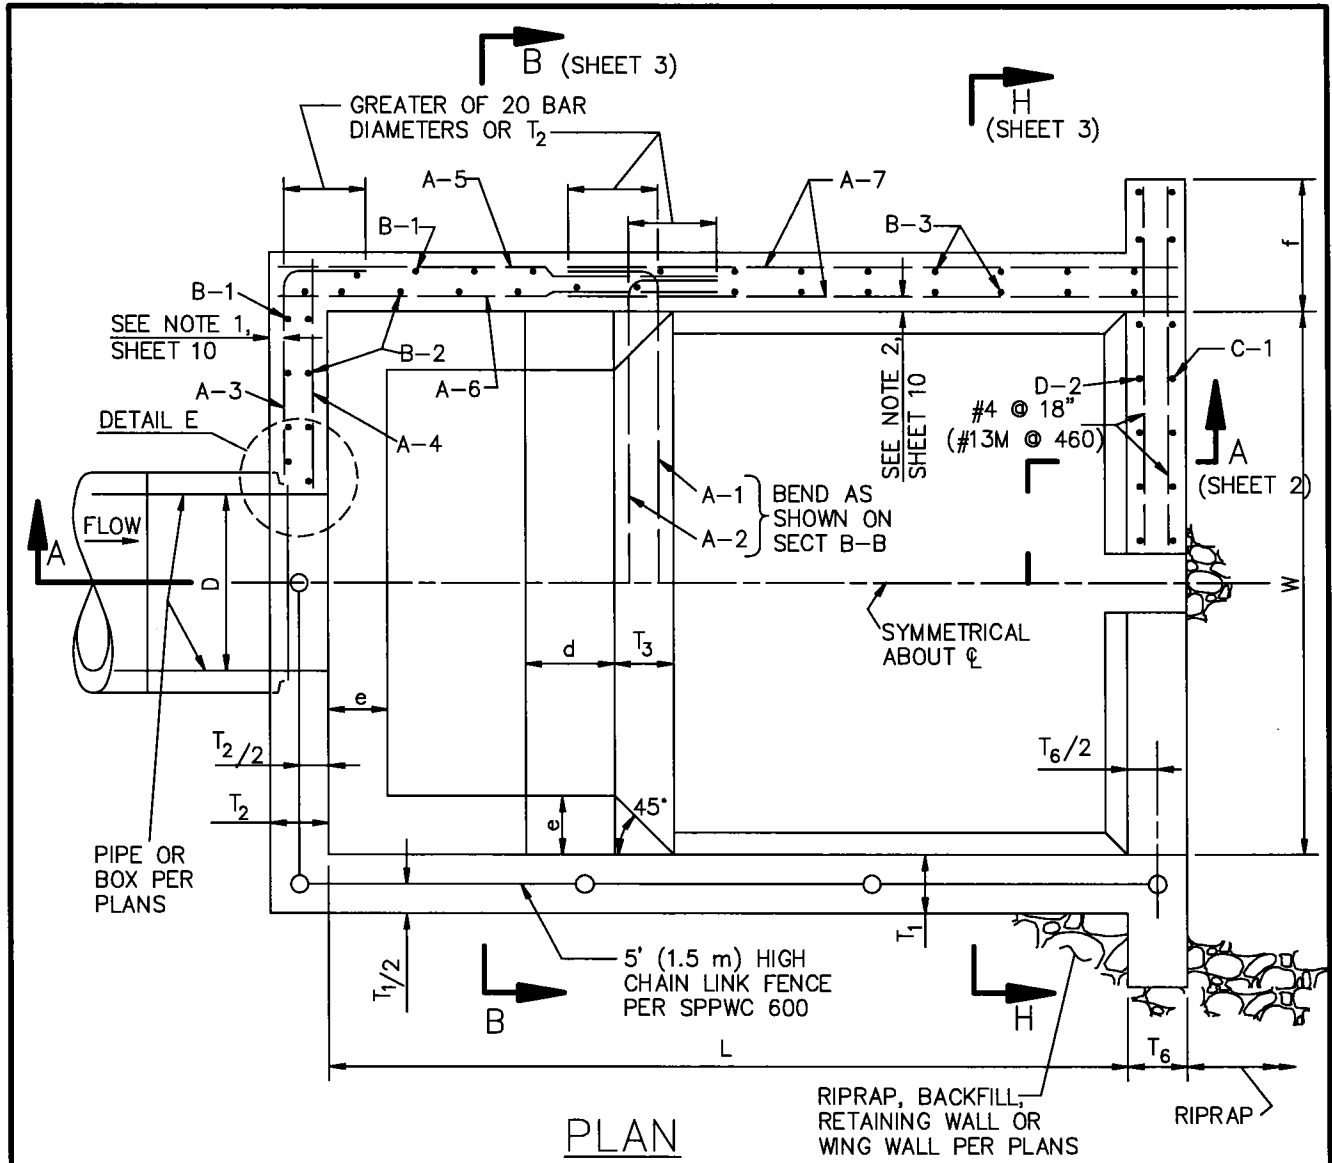 B (SHEET 3)
H
(SHEET 3)
GREATER OF 20 BAR
DIAMETERS OR T2
A-5
A-7
B-1
B-3
f
B-1
SEE NOTE 1,
SHEET 10
B-2
A-6
A-3
A-4
DETAIL E
SEE NOTE 2,
SHEET 10
C-1
D-2
#4 @ 18"
(#13M @ 460)
A
(SHEET 2)
A-1
A-2
BEND AS
SHOWN ON
SECT B-B
FLOW
A
D
W
SYMMETRICAL
ABOUT ℄
d
T3
e
T2/2
T6/2
T2
e
45°
PIPE OR
BOX PER
PLANS
T1
T1/2
5' (1.5 m) HIGH
CHAIN LINK FENCE
PER SPPWC 600
B
H
L
T6
RIPRAP, BACKFILL,
RETAINING WALL OR
WING WALL PER PLANS
RIPRAP
PLAN